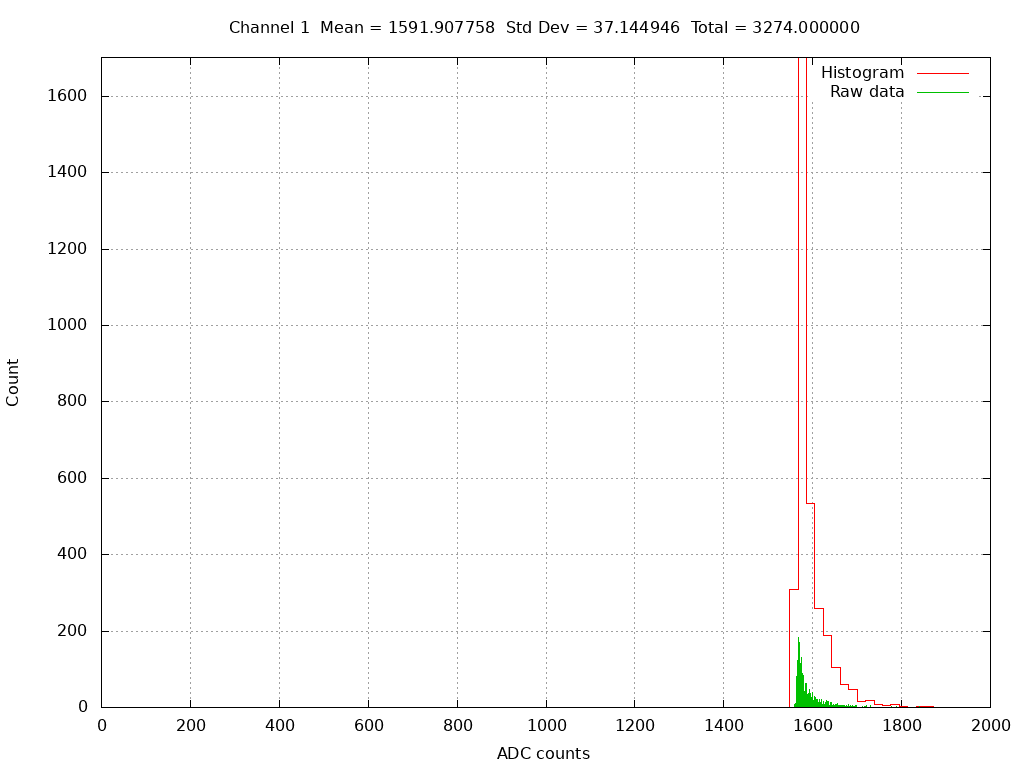 Channel 1  Mean = 1591.907758  Std Dev = 37.144946  Total = 3274.000000
Histogram
Raw data
1600
1400
1200
1000
800
600
400
200
0
Count
0 200 400 600 800 1000 1200 1400 1600 1800 2000
ADC counts